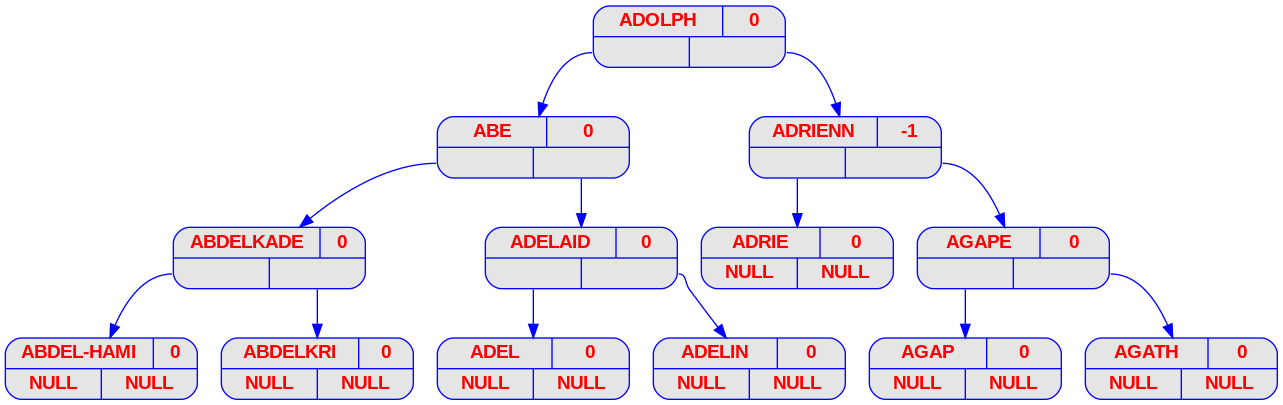 ADOLPH 0
ABE 0
ADRIENN -1
ABDELKADE 0
ADELAID 0
ADRIE 0
AGAPE 0
NULL NULL
ABDEL-HAMI 0
ABDELKRI 0
ADEL 0
ADELIN 0
AGAP 0
AGATH 0
NULL NULL
NULL NULL
NULL NULL
NULL NULL
NULL NULL
NULL NULL